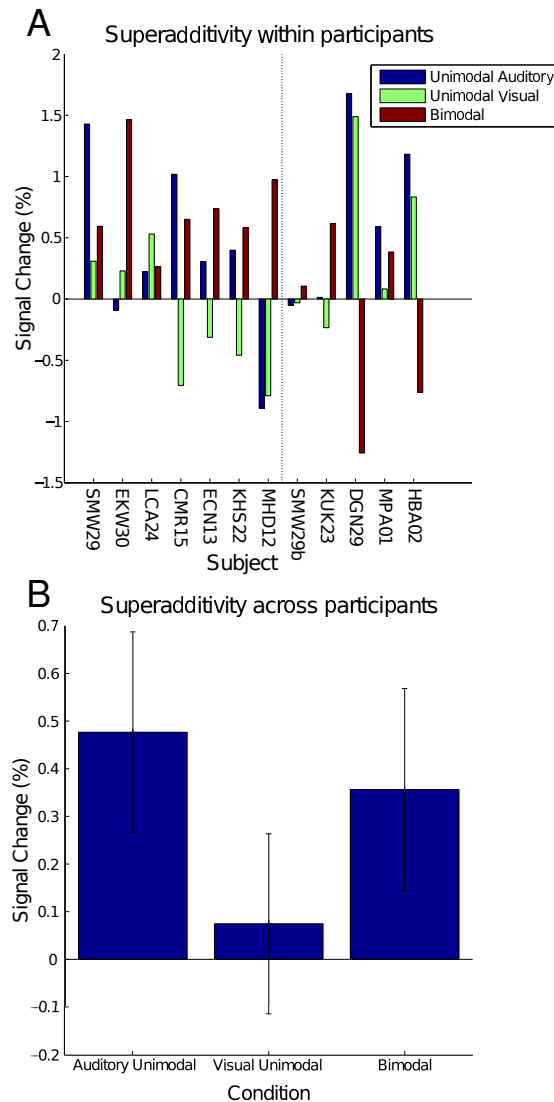 A
Superadditivity within participants
2
1.5
1
0.5
0
−0.5
−1
−1.5
Signal Change (%)
Unimodal Auditory
Unimodal Visual
Bimodal
SMW29
EKW30
LCA24
CMR15
ECN13
KHS22
MHD12
SMW29b
KUK23
DGN29
MPA01
HBA02
Subject
B
Superadditivity across participants
0.7
0.6
0.5
0.4
0.3
0.2
0.1
0
−0.1
−0.2
Signal Change (%)
Auditory Unimodal
Visual Unimodal
Bimodal
Condition